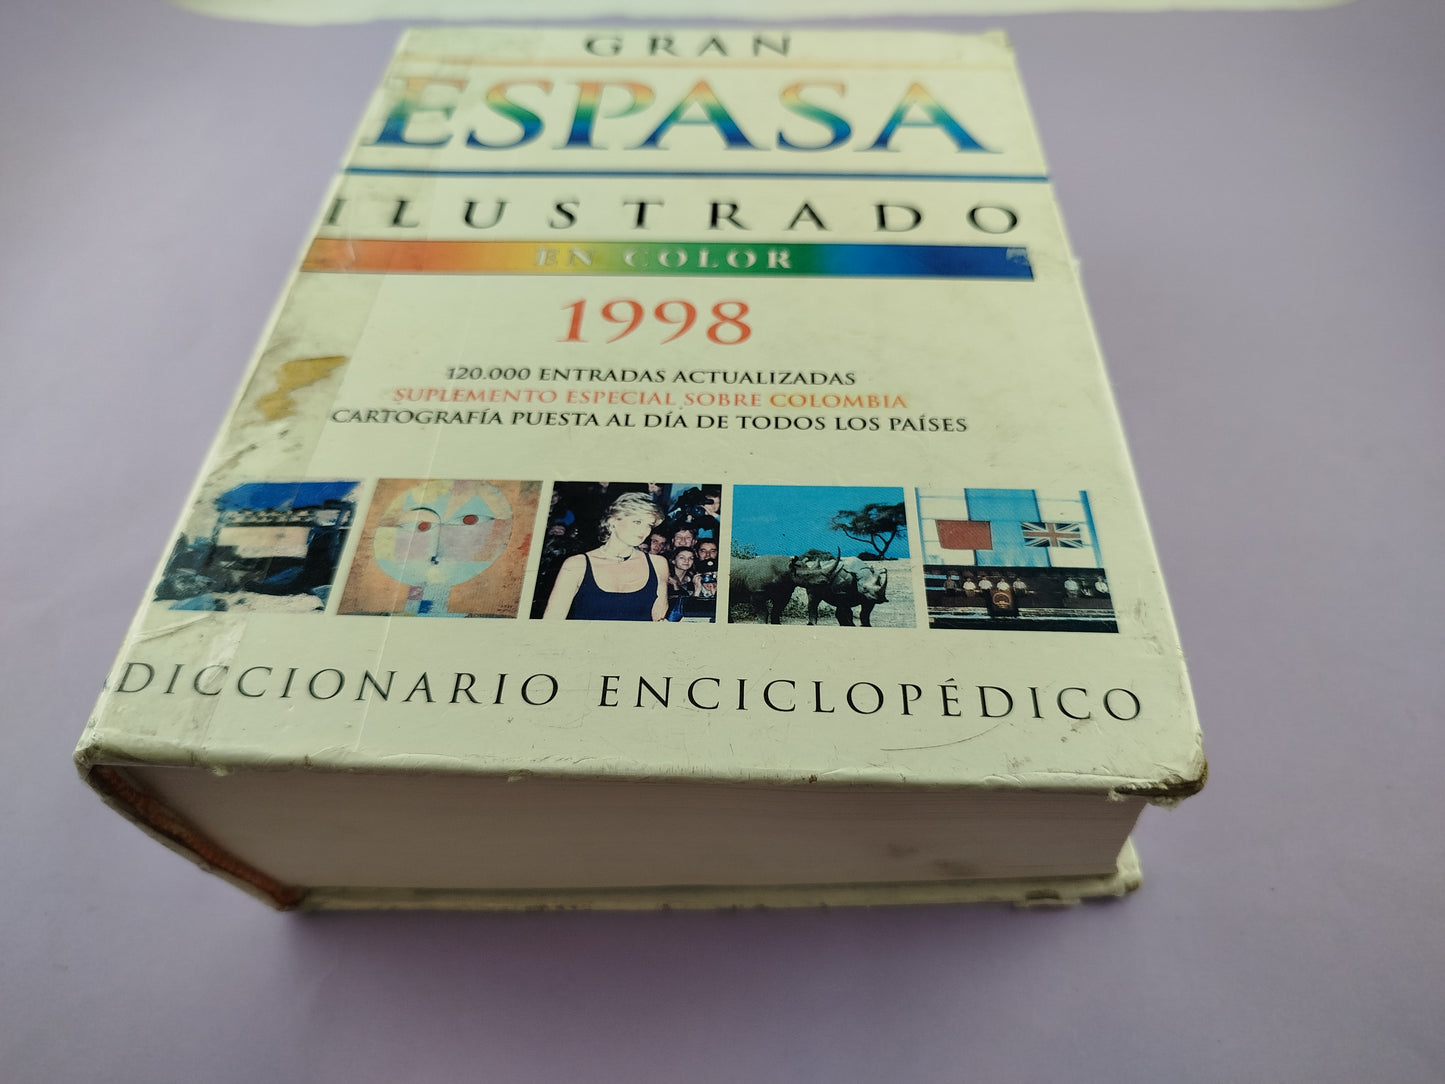 GRAN
ESPASA
ILUSTRADO
EN COLOR
1998
120.000 ENTRADAS ACTUALIZADAS
SUPLEMENTO ESPECIAL SOBRE COLOMBIA
CARTOGRAFÍA PUESTA AL DÍA DE TODOS LOS PAÍSES
DICCIONARIO ENCICLOPÉDICO